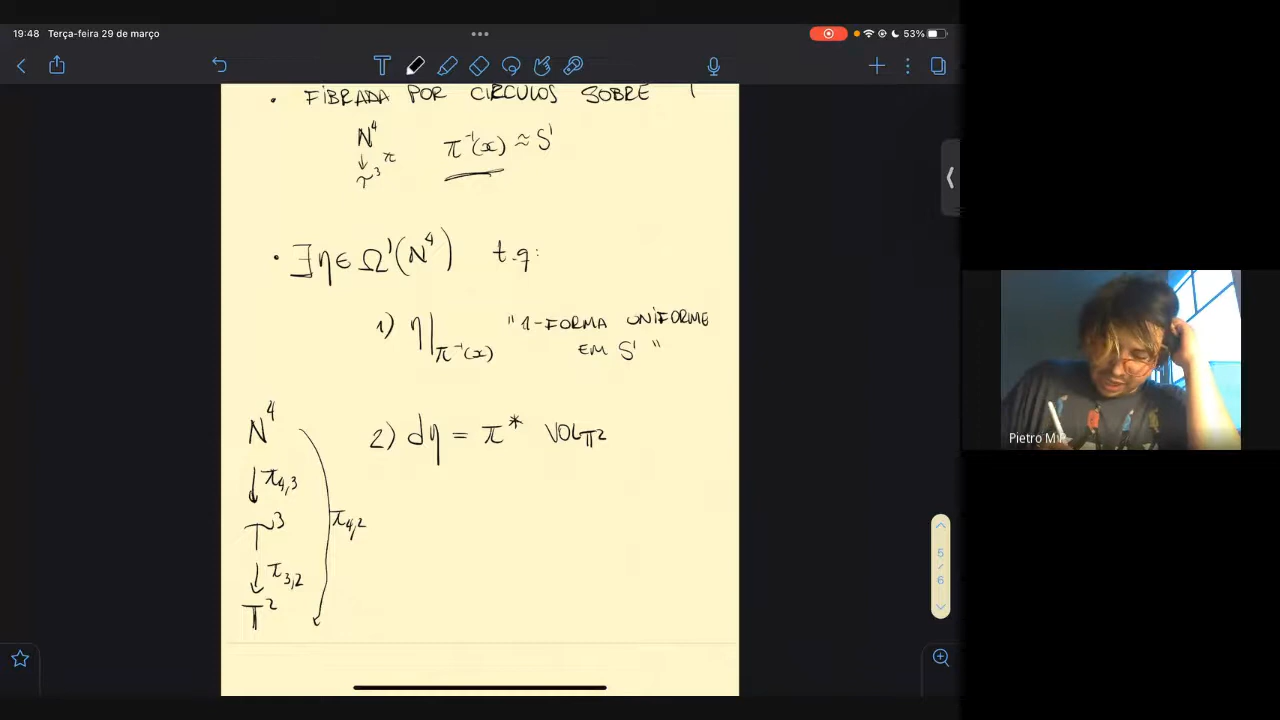 19:48 Terça-feira 29 de março
53%
• FIBRADA POR CÍRCULOS SOBRE
N⁴
↓ π
T³
π⁻¹(x) ≈ S¹
• ∃ η ∈ Ω¹(N⁴) t.q:
1) η|π⁻¹(x) "1-FORMA UNIFORME
EM S¹"
2) dη = π* VOL𝕋²
N⁴
↓ π4,3
T³
↓ π3,2
𝕋²
π4,2
5
/
6
T
Pietro M